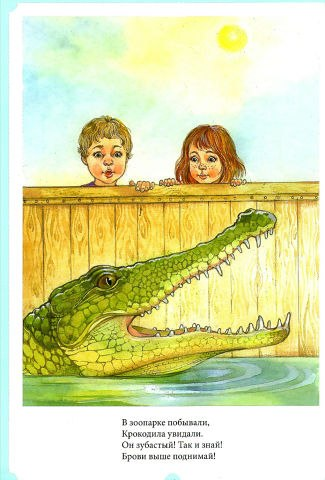 В зоопарке побывали,
Крокодила увидали.
Он зубастый! Так и знай!
Брови выше поднимай!